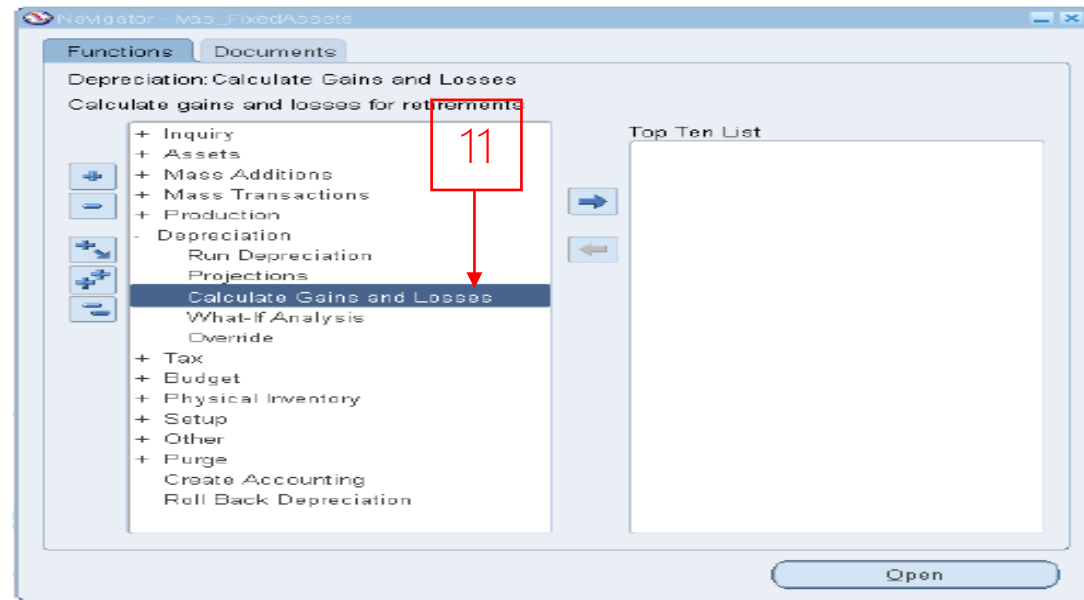 Navigator - Ivas_FixedAssets
Functions Documents
Depreciation:Calculate Gains and Losses
Calculate gains and losses for retirements
11
+ Inquiry
+ Assets
+ Mass Additions
+ Mass Transactions
+ Production
- Depreciation
Run Depreciation
Projections
Calculate Gains and Losses
What-If Analysis
Override
+ Tax
+ Budget
+ Physical Inventory
+ Setup
+ Other
+ Purge
Create Accounting
Roll Back Depreciation
Top Ten List
Open